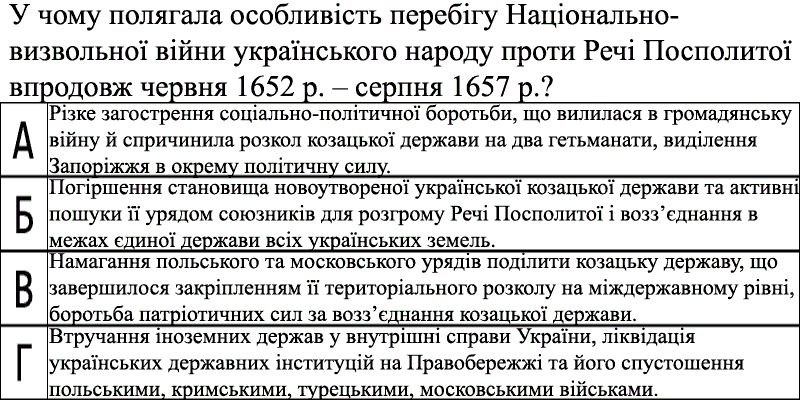 У чому полягала особливість перебігу Національно-
визвольної війни українського народу проти Речі Посполитої
впродовж червня 1652 р. – серпня 1657 р.?
А
Різке загострення соціально-політичної боротьби, що вилилася в громадянську
війну й спричинила розкол козацької держави на два гетьманати, виділення
Запоріжжя в окрему політичну силу.
Б
Погіршення становища новоутвореної української козацької держави та активні
пошуки її урядом союзників для розгрому Речі Посполитої і возз’єднання в
межах єдиної держави всіх українських земель.
В
Намагання польського та московського урядів поділити козацьку державу, що
завершилося закріпленням її територіального розколу на міждержавному рівні,
боротьба патріотичних сил за возз’єднання козацької держави.
Г
Втручання іноземних держав у внутрішні справи України, ліквідація
українських державних інституцій на Правобережжі та його спустошення
польськими, кримськими, турецькими, московськими військами.